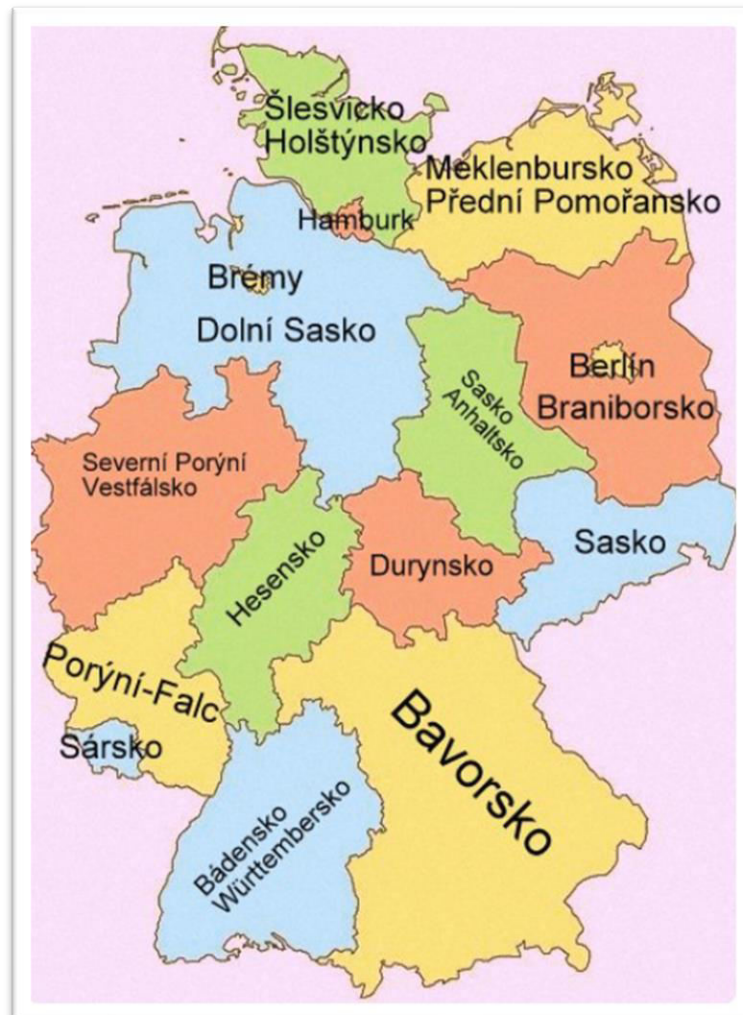 Šlesvicko
Holštýnsko
Meklenbursko
Přední Pomořansko
Hamburk
Brémy
Dolní Sasko
Berlín
Braniborsko
Sasko
Anhaltsko
Severní Porýní
Vestfálsko
Sasko
Hesensko
Durynsko
Porýní-Falc
Sársko
Bavorsko
Bádensko
Württembersko